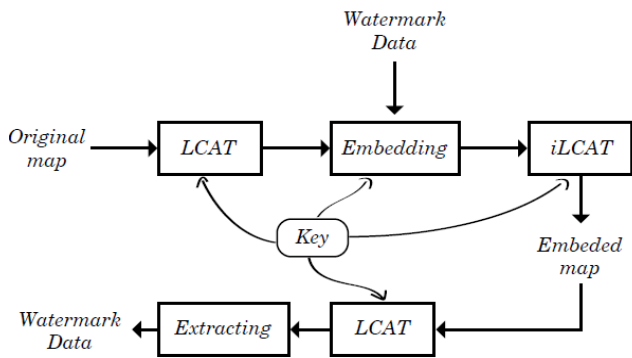 Watermark
Data
Original
map
LCAT
Embedding
iLCAT
Key
Embeded
map
Watermark
Data
Extracting
LCAT